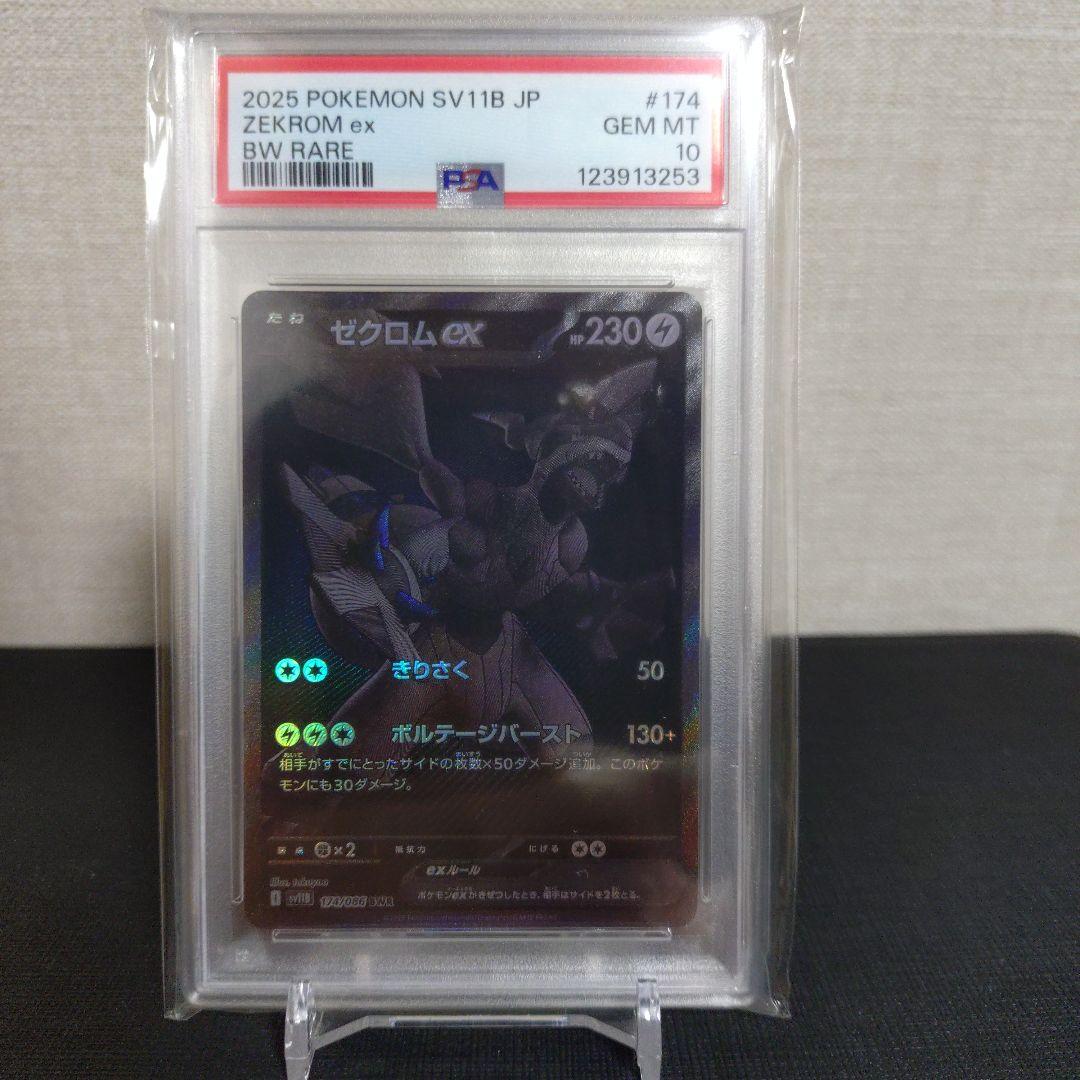 2025 POKEMON SV11B JP #174
ZEKROM ex GEM MT
BW RARE 10
PSA 123913253
たね ゼクロムex HP230
きりさく 50
ボルテージバースト 130+
相手がすでにとったサイドの枚数×50ダメージ追加。このポケ
モンにも30ダメージ。
弱点 ×2 抵抗力 にげる
exルール
ポケモンexがきぜつしたとき、相手はサイドを2枚とる。
Illus. takuyoa
I sv11B 174/086 BWR